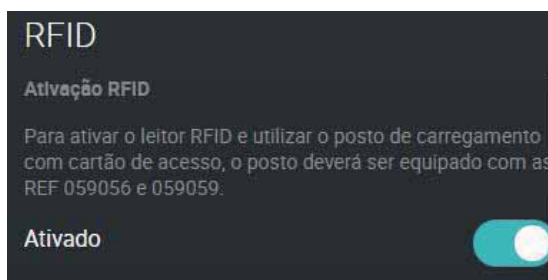 RFID
Ativação RFID
Para ativar o leitor RFID e utilizar o posto de carregamento
com cartão de acesso, o posto deverá ser equipado com as
REF 059056 e 059059.
Ativado